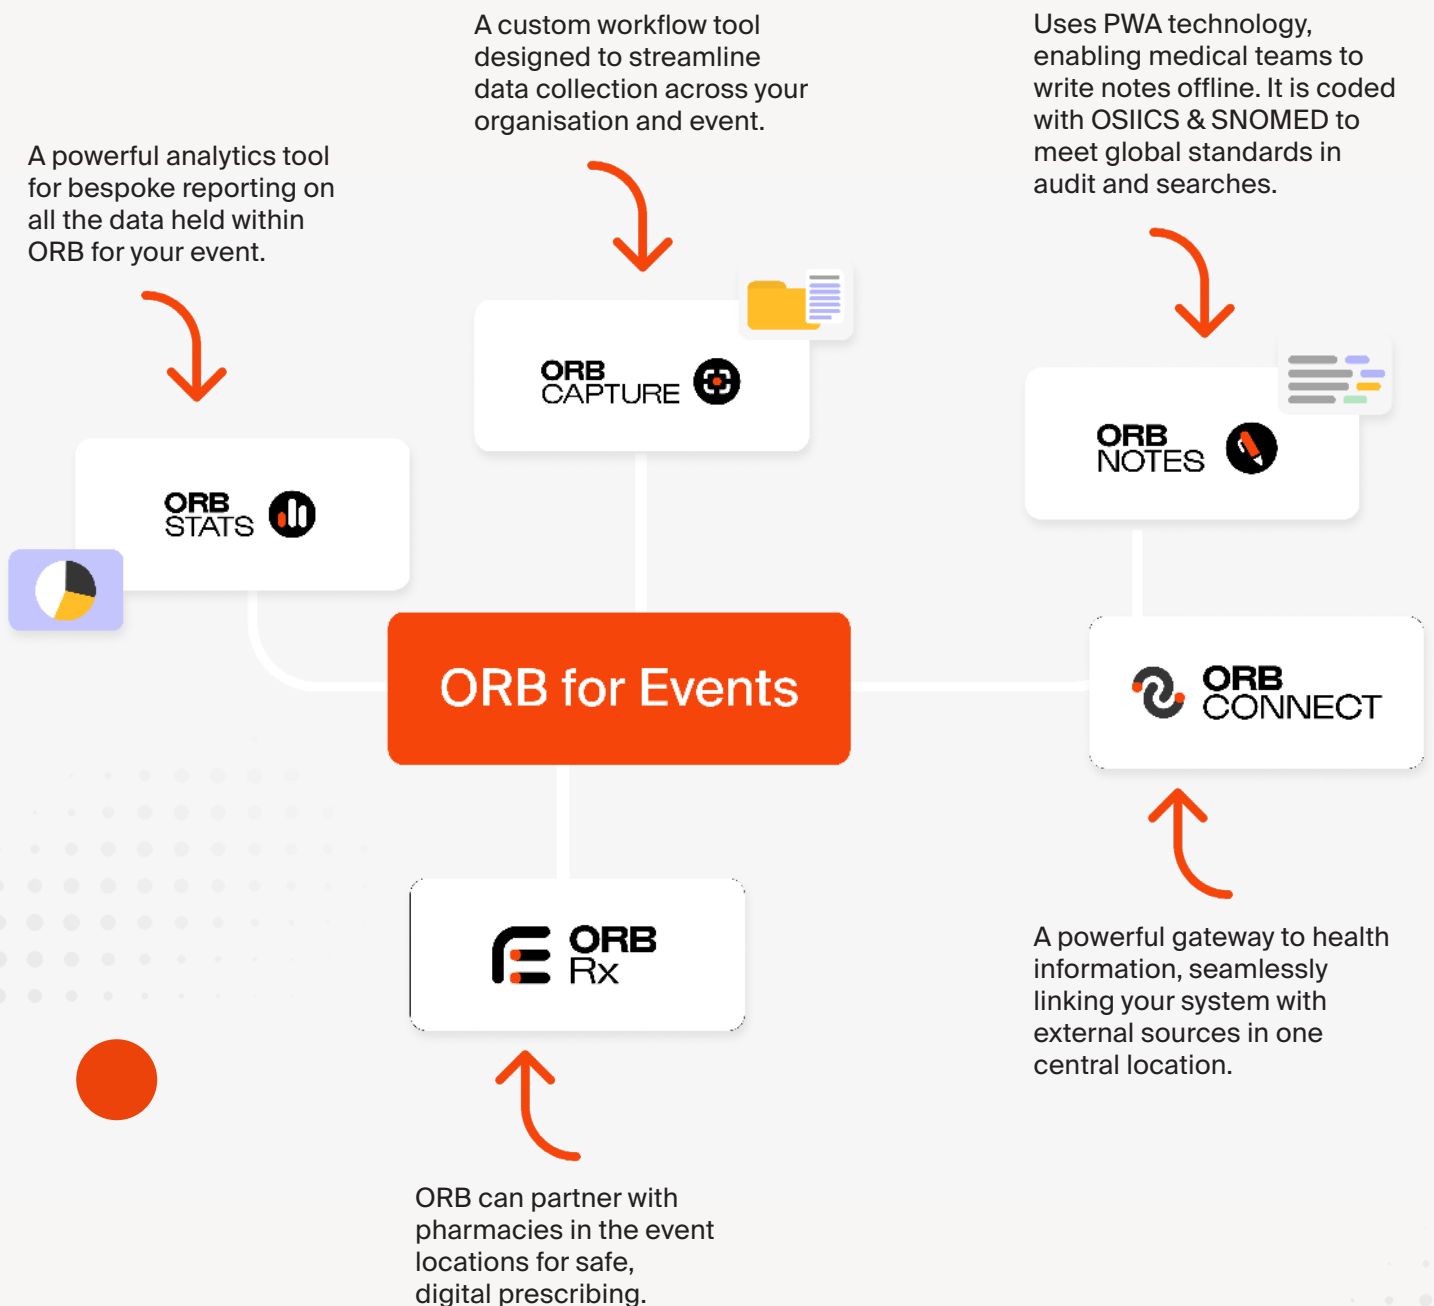 A custom workflow tool
designed to streamline
data collection across your
organisation and event.
Uses PWA technology,
enabling medical teams to
write notes offline. It is coded
with OSIICS & SNOMED to
meet global standards in
audit and searches.
A powerful analytics tool
for bespoke reporting on
all the data held within
ORB for your event.
ORB
CAPTURE
ORB
NOTES
ORB
STATS
ORB for Events
ORB
CONNECT
ORB
Rx
A powerful gateway to health
information, seamlessly
linking your system with
external sources in one
central location.
ORB can partner with
pharmacies in the event
locations for safe,
digital prescribing.